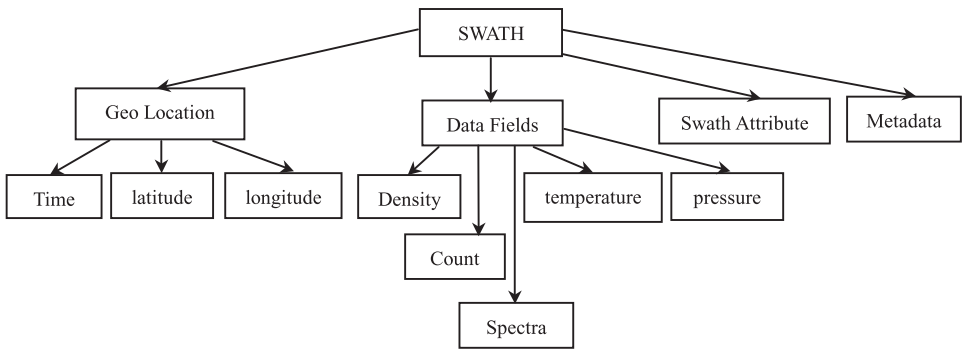 SWATH
Geo Location
Data Fields
Swath Attribute
Metadata
Time
latitude
longitude
Density
temperature
pressure
Count
Spectra